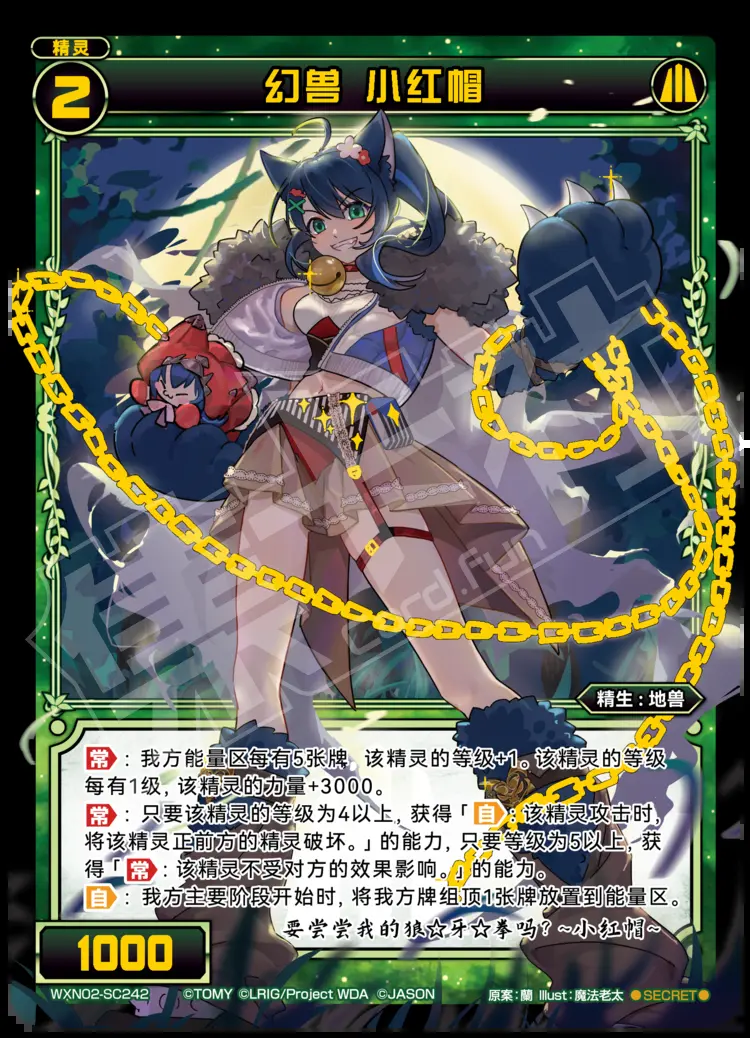 精灵
2
幻兽 小红帽
集卡社
card.fun
精生:地兽
常:我方能量区每有5张牌,该精灵的等级+1。该精灵的等级
每有1级,该精灵的力量+3000。
常:只要该精灵的等级为4以上,获得「自:该精灵攻击时,
将该精灵正前方的精灵破坏。」的能力,只要等级为5以上,获
得「常:该精灵不受对方的效果影响。」的能力。
自:我方主要阶段开始时,将我方牌组顶1张牌放置到能量区。
要尝尝我的狼☆牙☆拳吗?~小红帽~
1000
WXN02-SC242 ©TOMY ©LRIG/Project WDA ©JASON 原案:蘭 Illust:魔法老太 ●SECRET●